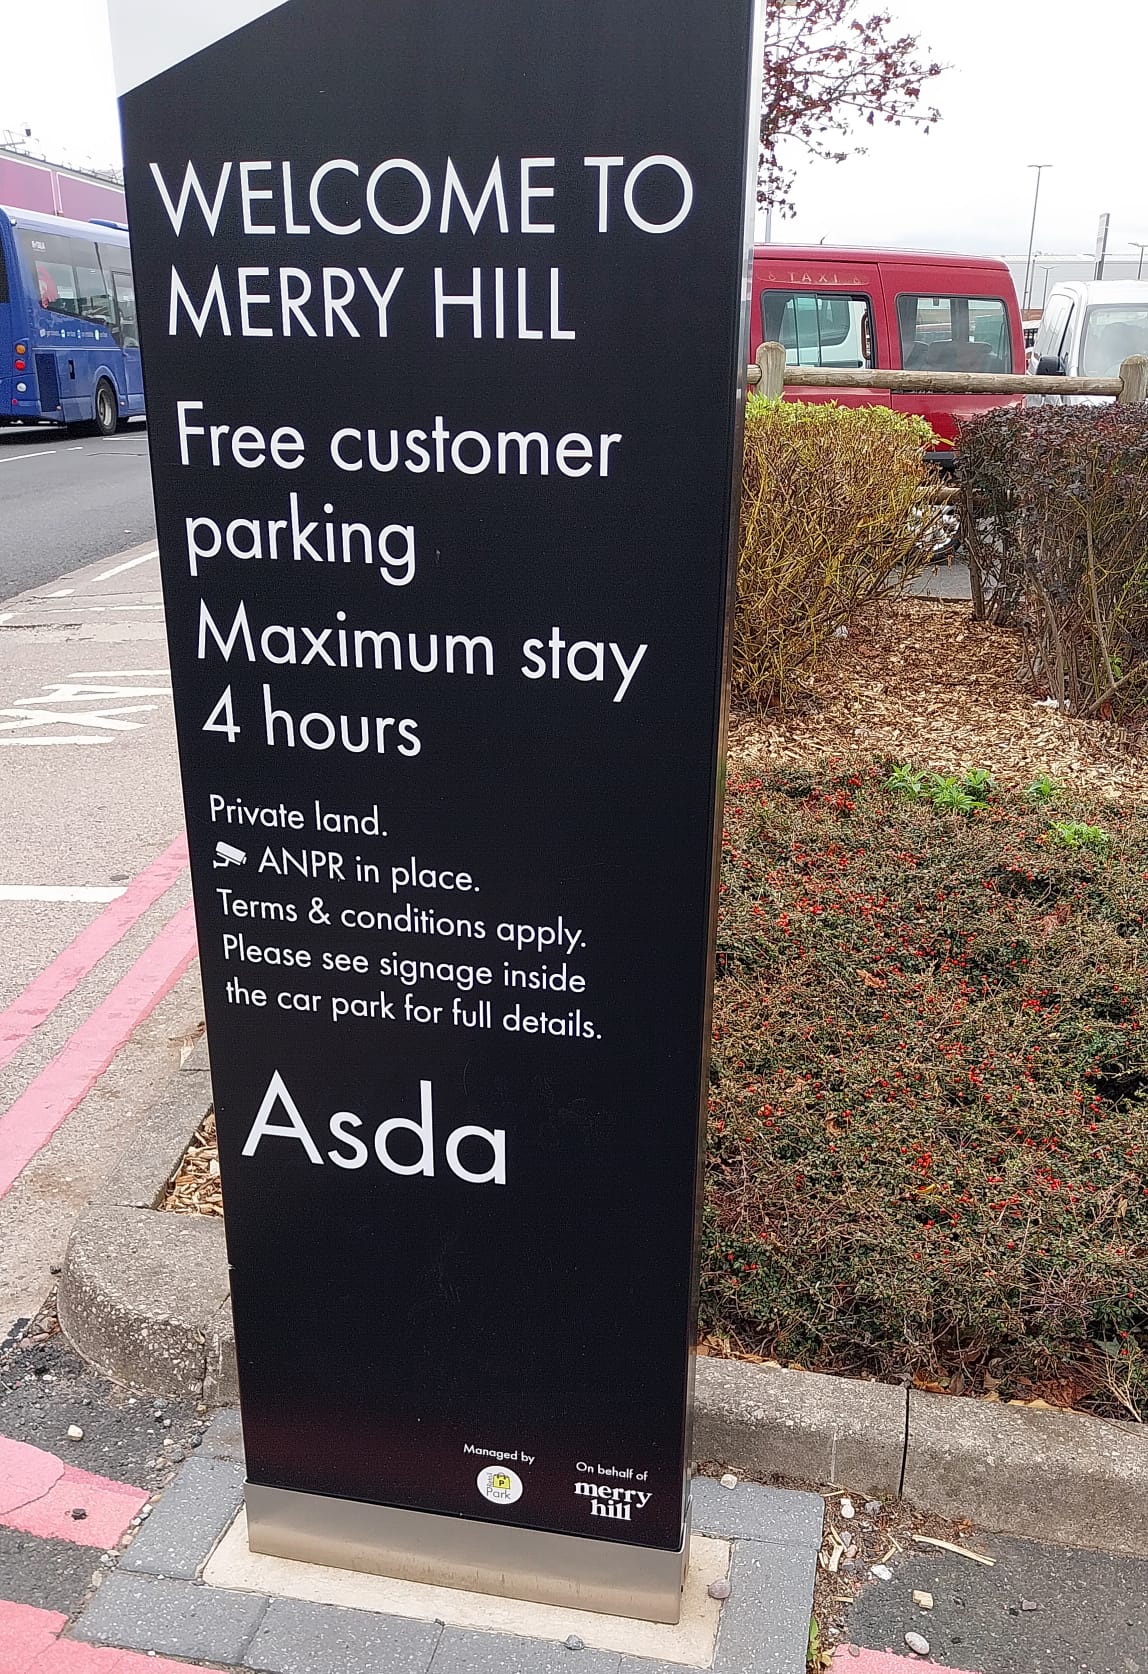 WELCOME TO
MERRY HILL
Free customer
parking
Maximum stay
4 hours
Private land.
ANPR in place.
Terms & conditions apply.
Please see signage inside
the car park for full details.
Asda
Managed by
P
Park
On behalf of
merry
hill
TAXI